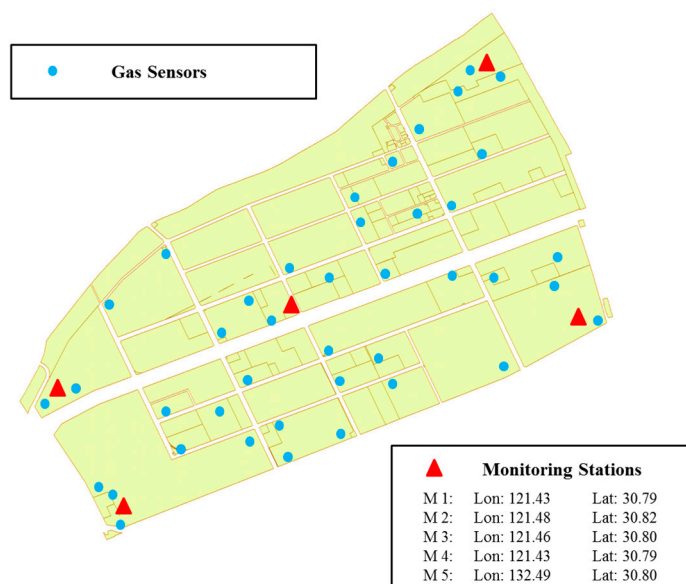 Gas Sensors
Monitoring Stations
M 1: Lon: 121.43 Lat: 30.79
M 2: Lon: 121.48 Lat: 30.82
M 3: Lon: 121.46 Lat: 30.80
M 4: Lon: 121.43 Lat: 30.79
M 5: Lon: 132.49 Lat: 30.80